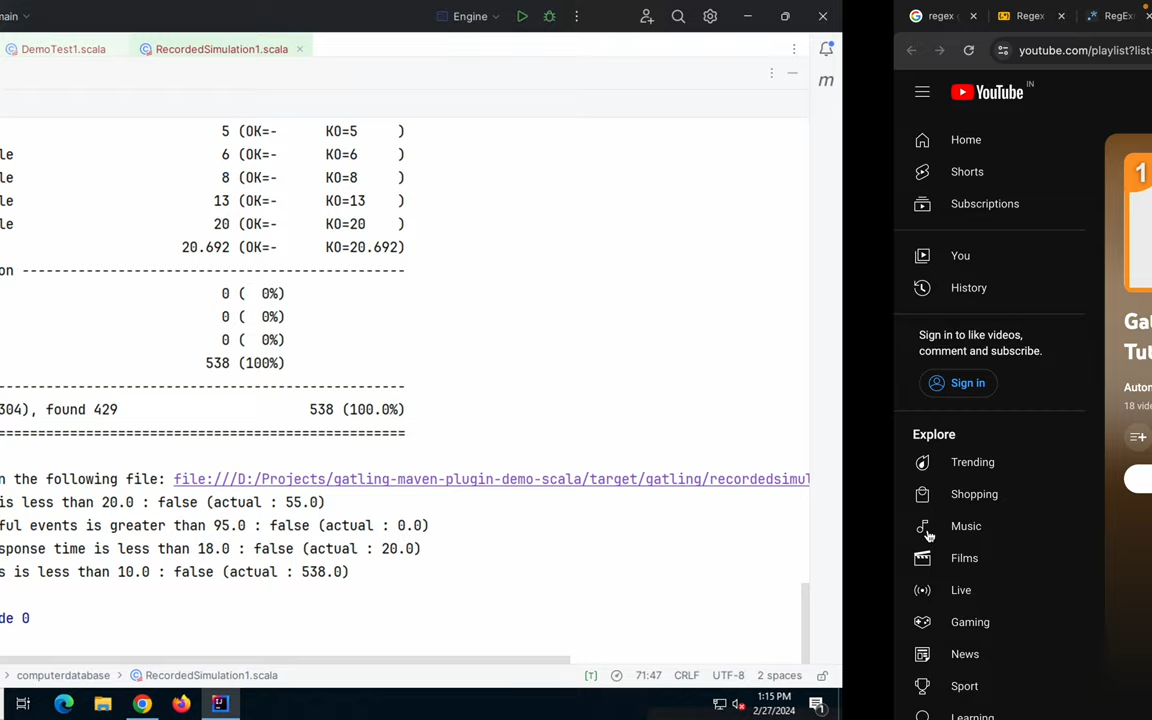 main
Engine
DemoTest1.scala
RecordedSimulation1.scala
m
5 (OK=- KO=5 )
le 6 (OK=- KO=6 )
le 8 (OK=- KO=8 )
le 13 (OK=- KO=13 )
le 20 (OK=- KO=20 )
20.692 (OK=- KO=20.692)
on ------------------------------------------------
0 ( 0%)
0 ( 0%)
0 ( 0%)
538 (100%)
304), found 429 538 (100.0%)
n the following file: file:///D:/Projects/gatling-maven-plugin-demo-scala/target/gatling/recordedsimul
is less than 20.0 : false (actual : 55.0)
ful events is greater than 95.0 : false (actual : 0.0)
sponse time is less than 18.0 : false (actual : 20.0)
s is less than 10.0 : false (actual : 538.0)
de 0
computerdatabase > RecordedSimulation1.scala
[T] 71:47 CRLF UTF-8 2 spaces
1:15 PM
2/27/2024
1
regex
Regex
RegEx
youtube.com/playlist?list=
YouTube IN
Home
Shorts
Subscriptions
You
History
Sign in to like videos,
comment and subscribe.
Sign in
Explore
Trending
Shopping
Music
Films
Live
Gaming
News
Sport
Learning
1
Ga
Tu
Auton
18 vide